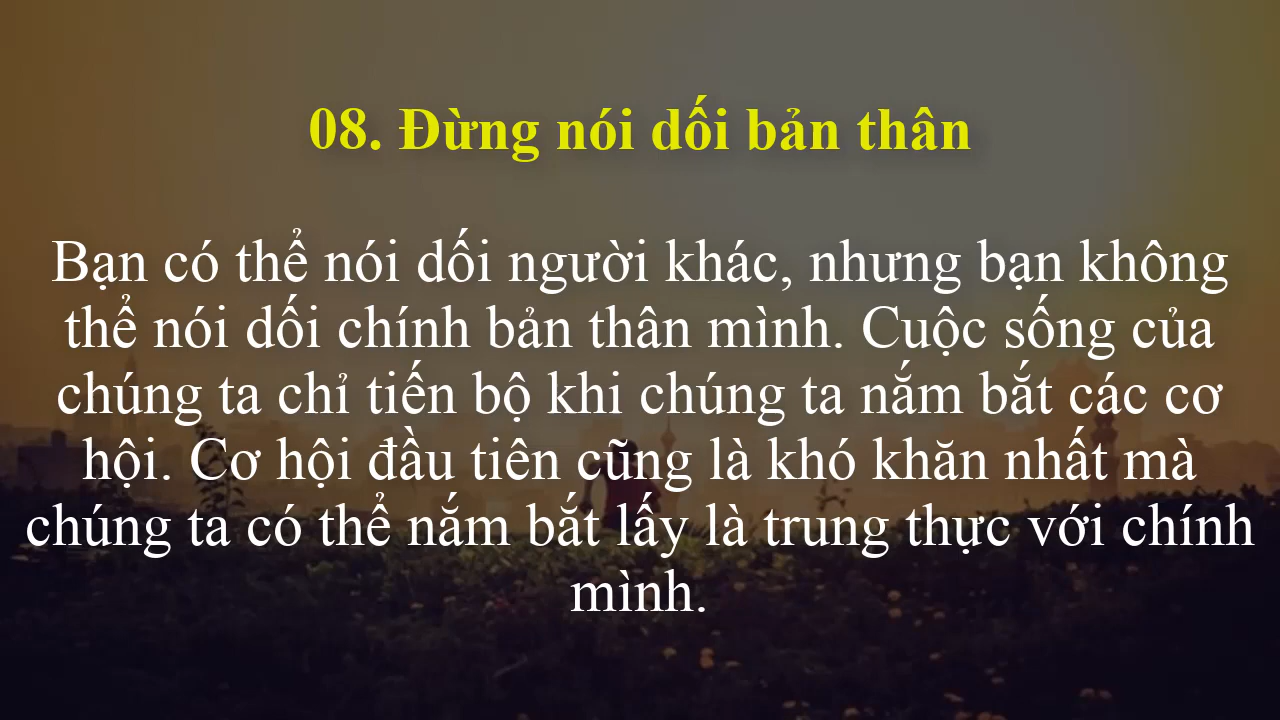 08. Đừng nói dối bản thân
Bạn có thể nói dối người khác, nhưng bạn không
thể nói dối chính bản thân mình. Cuộc sống của
chúng ta chỉ tiến bộ khi chúng ta nắm bắt các cơ
hội. Cơ hội đầu tiên cũng là khó khăn nhất mà
chúng ta có thể nắm bắt lấy là trung thực với chính
mình.